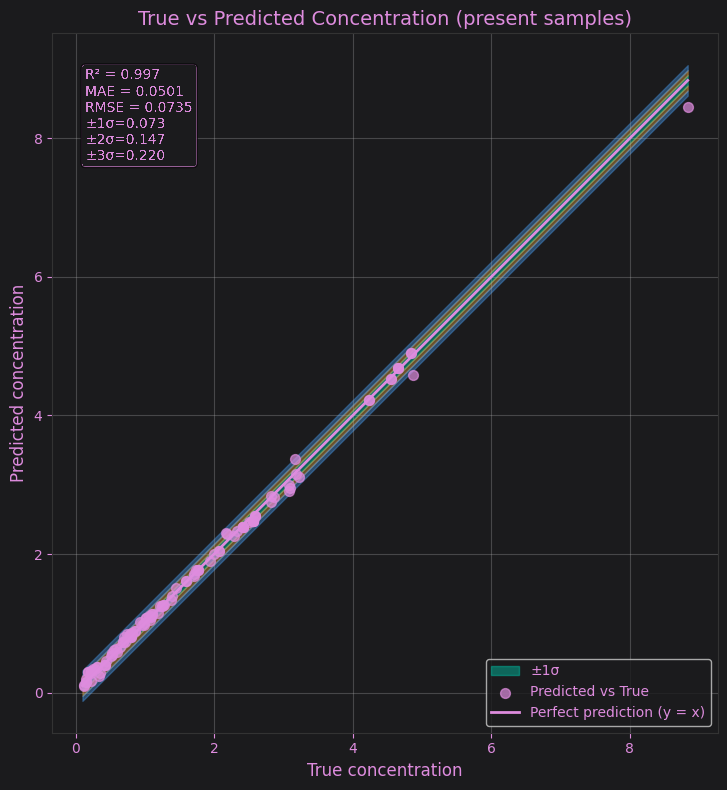 True vs Predicted Concentration (present samples)
R² = 0.997
MAE = 0.0501
RMSE = 0.0735
±1σ=0.073
±2σ=0.147
±3σ=0.220
8
6
4
2
0
Predicted concentration
±1σ
Predicted vs True
Perfect prediction (y = x)
0 2 4 6 8
True concentration